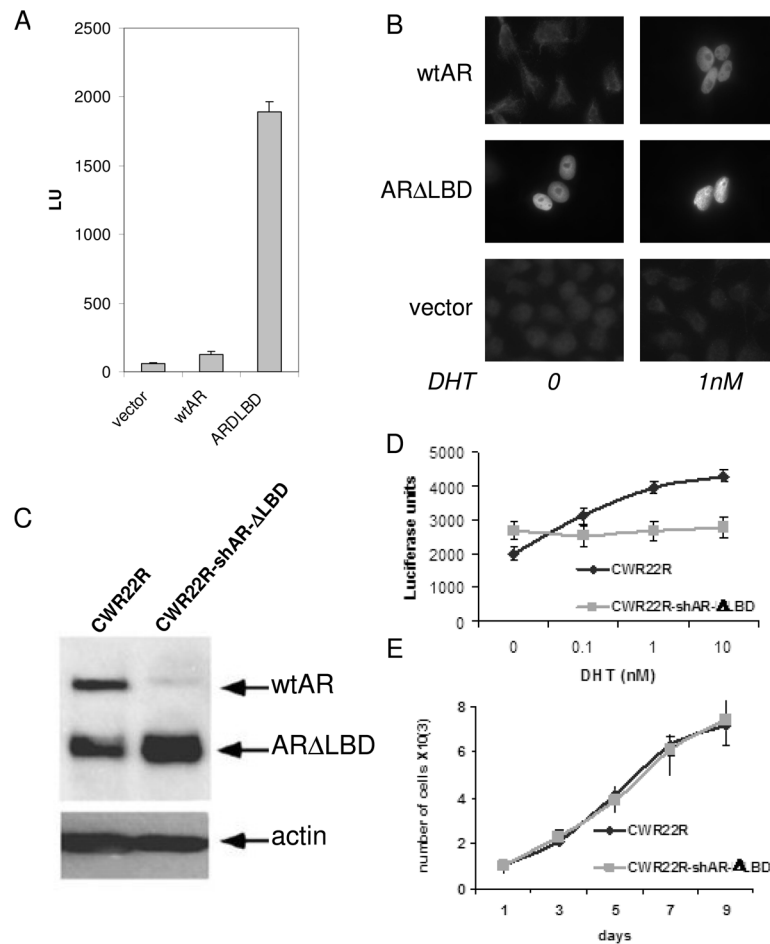 A
2500
2000
1500
1000
500
0
LU
vector
wtAR
ARDLBD
B
wtAR
ARΔLBD
vector
DHT 0 1nM
C
CWR22R
CWR22R-shAR-ΔLBD
wtAR
ARΔLBD
actin
D
5000
4000
3000
2000
1000
0
Luciferase units
CWR22R
CWR22R-shAR-ΔLBD
0 0.1 1 10
DHT (nM)
E
8
6
4
2
0
number of cells X10(3)
CWR22R
CWR22R-shAR-ΔLBD
1 3 5 7 9
days